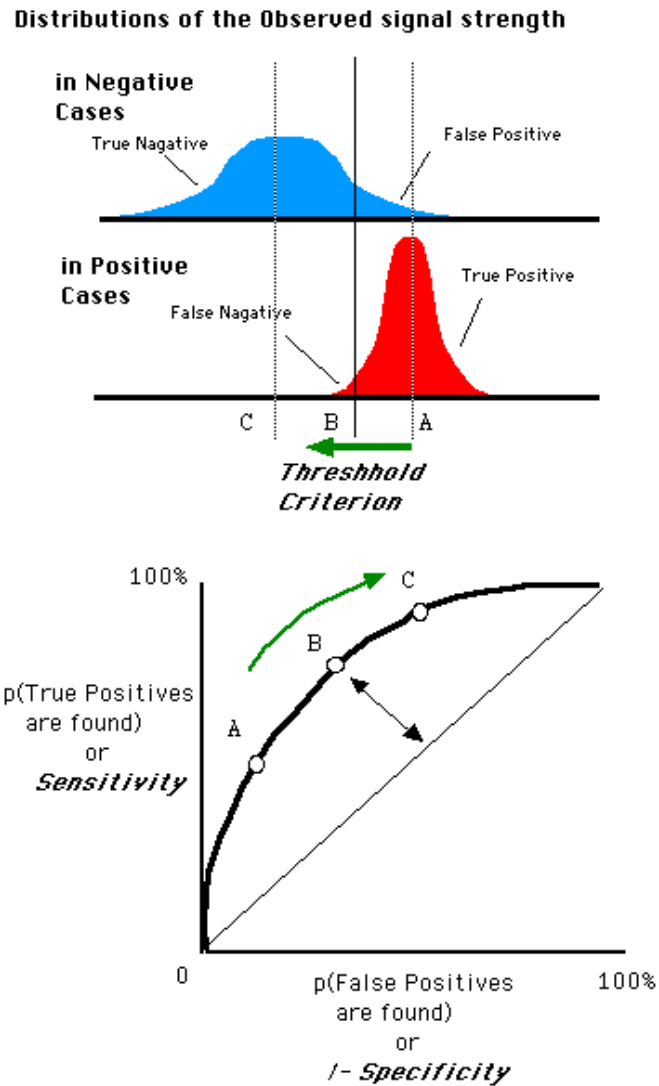 Distributions of the Observed signal strength
in Negative
Cases
True Nagative
False Positive
in Positive
Cases
True Positive
False Nagative
C B A
Threshhold
Criterion
100%
C
B
p(True Positives
are found)
or
Sensitivity
A
0
p(False Positives
are found)
or
/- Specificity
100%